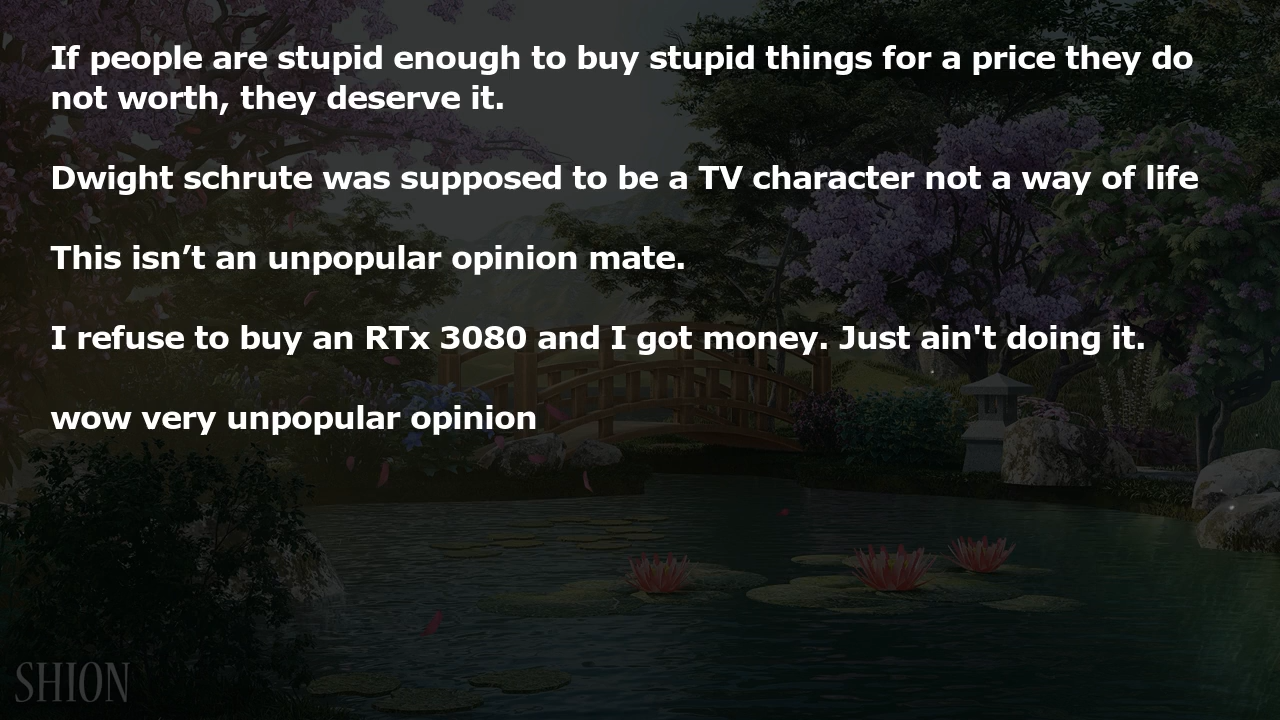 If people are stupid enough to buy stupid things for a price they do
not worth, they deserve it.
Dwight schrute was supposed to be a TV character not a way of life
This isn’t an unpopular opinion mate.
I refuse to buy an RTx 3080 and I got money. Just ain't doing it.
wow very unpopular opinion
SHION